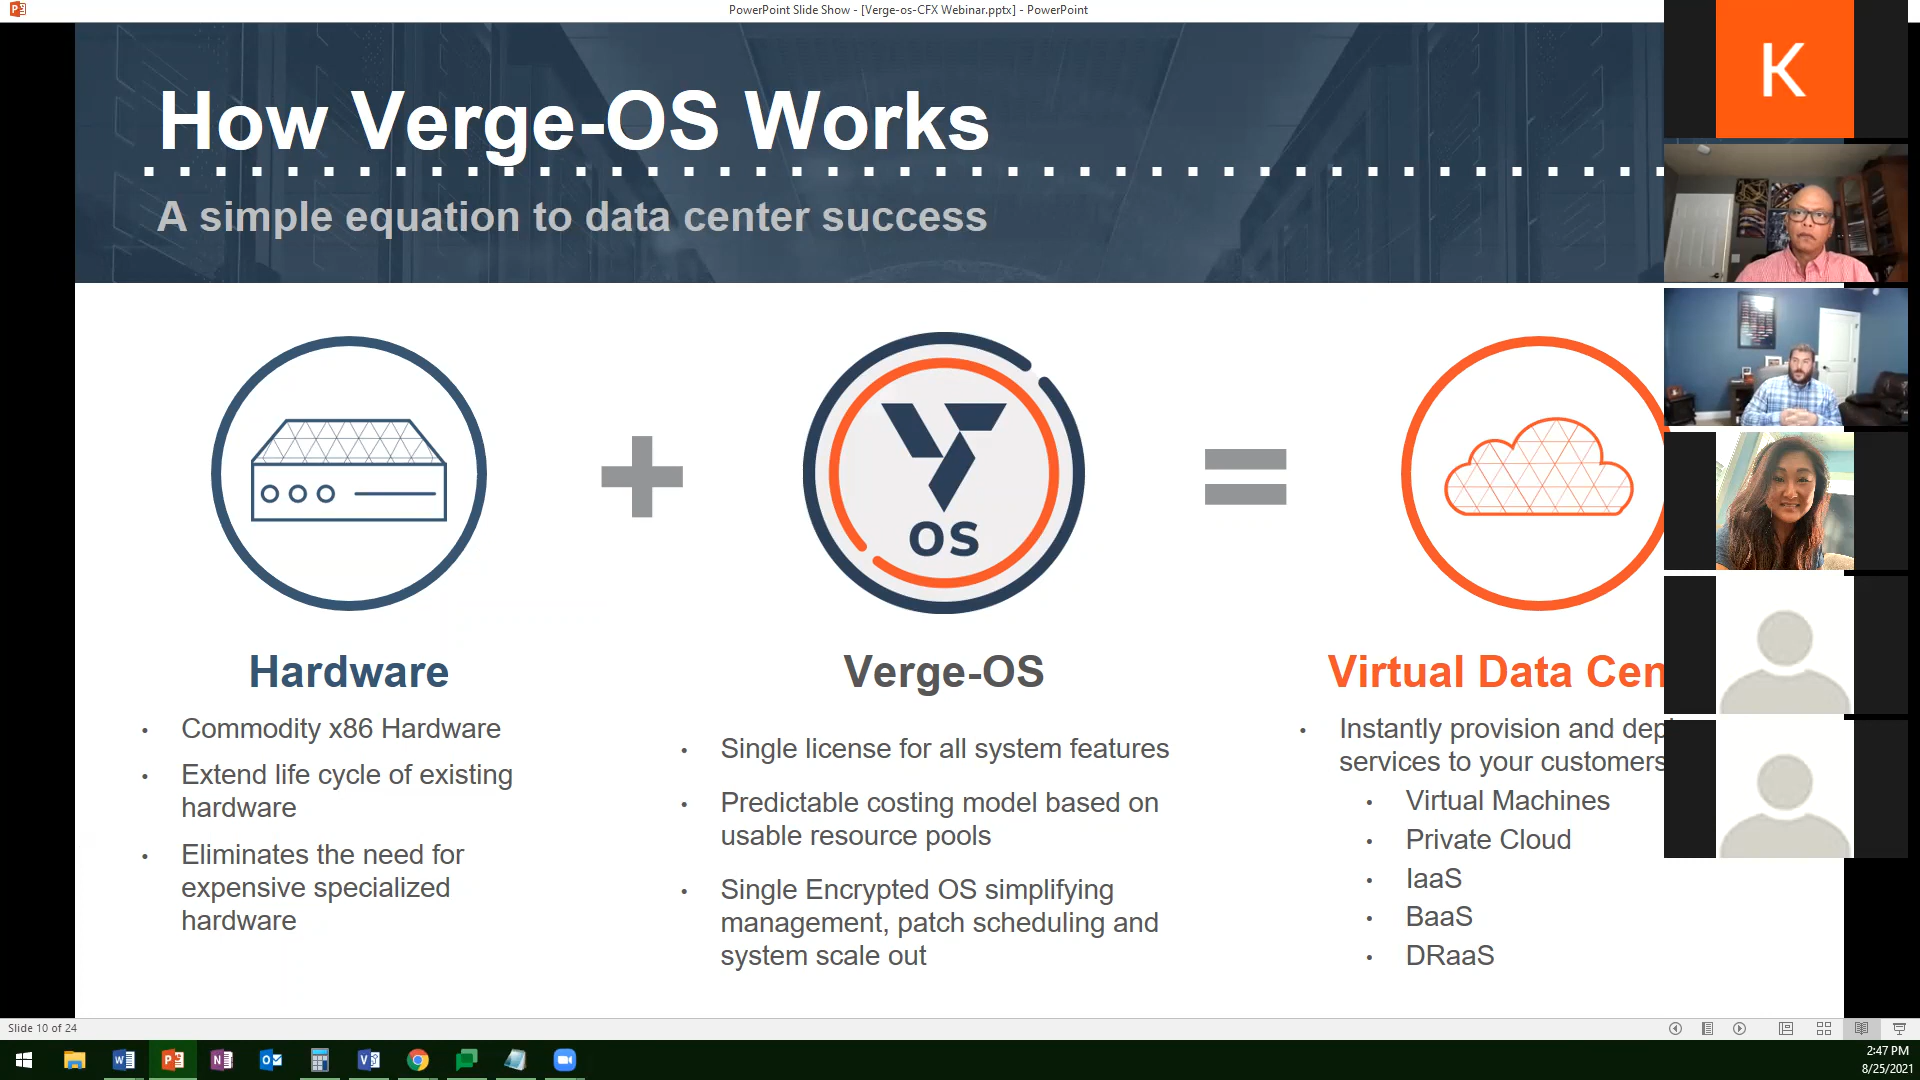 PowerPoint Slide Show - [Verge-os-CFX Webinar.pptx] - PowerPoint
K
How Verge-OS Works
A simple equation to data center success
OS
Hardware
• Commodity x86 Hardware
• Extend life cycle of existing
hardware
• Eliminates the need for
expensive specialized
hardware
Verge-OS
• Single license for all system features
• Predictable costing model based on
usable resource pools
• Single Encrypted OS simplifying
management, patch scheduling and
system scale out
Virtual Data Cen
• Instantly provision and dep
services to your customers
• Virtual Machines
• Private Cloud
• IaaS
• BaaS
• DRaaS
Slide 10 of 24
2:47 PM
8/25/2021